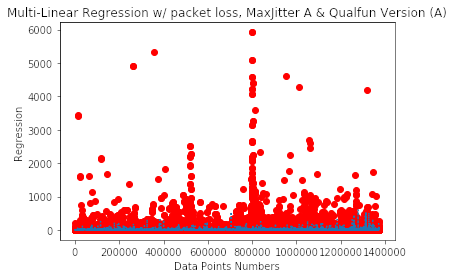 Multi-Linear Regression w/ packet loss, MaxJitter A & Qualfun Version (A)
6000
5000
4000
3000
2000
1000
0
Regression
0 200000 400000 600000 800000 1000000 1200000 1400000
Data Points Numbers